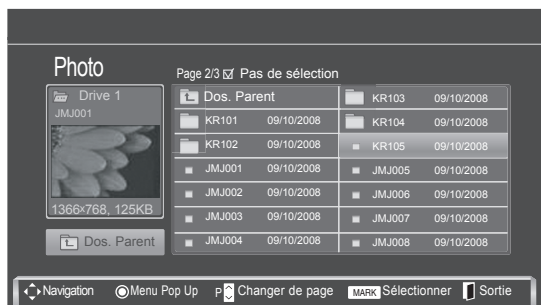 Photo
Page 2/3 Pas de sélection
Drive 1
JMJ001
1366x768, 125KB
Dos. Parent
Dos. Parent
KR101 09/10/2008
KR102 09/10/2008
JMJ001 09/10/2008
JMJ002 09/10/2008
JMJ003 09/10/2008
JMJ004 09/10/2008
KR103 09/10/2008
KR104 09/10/2008
KR105 09/10/2008
JMJ005 09/10/2008
JMJ006 09/10/2008
JMJ007 09/10/2008
JMJ008 09/10/2008
Navigation Menu Pop Up P Changer de page MARK Sélectionner Sortie